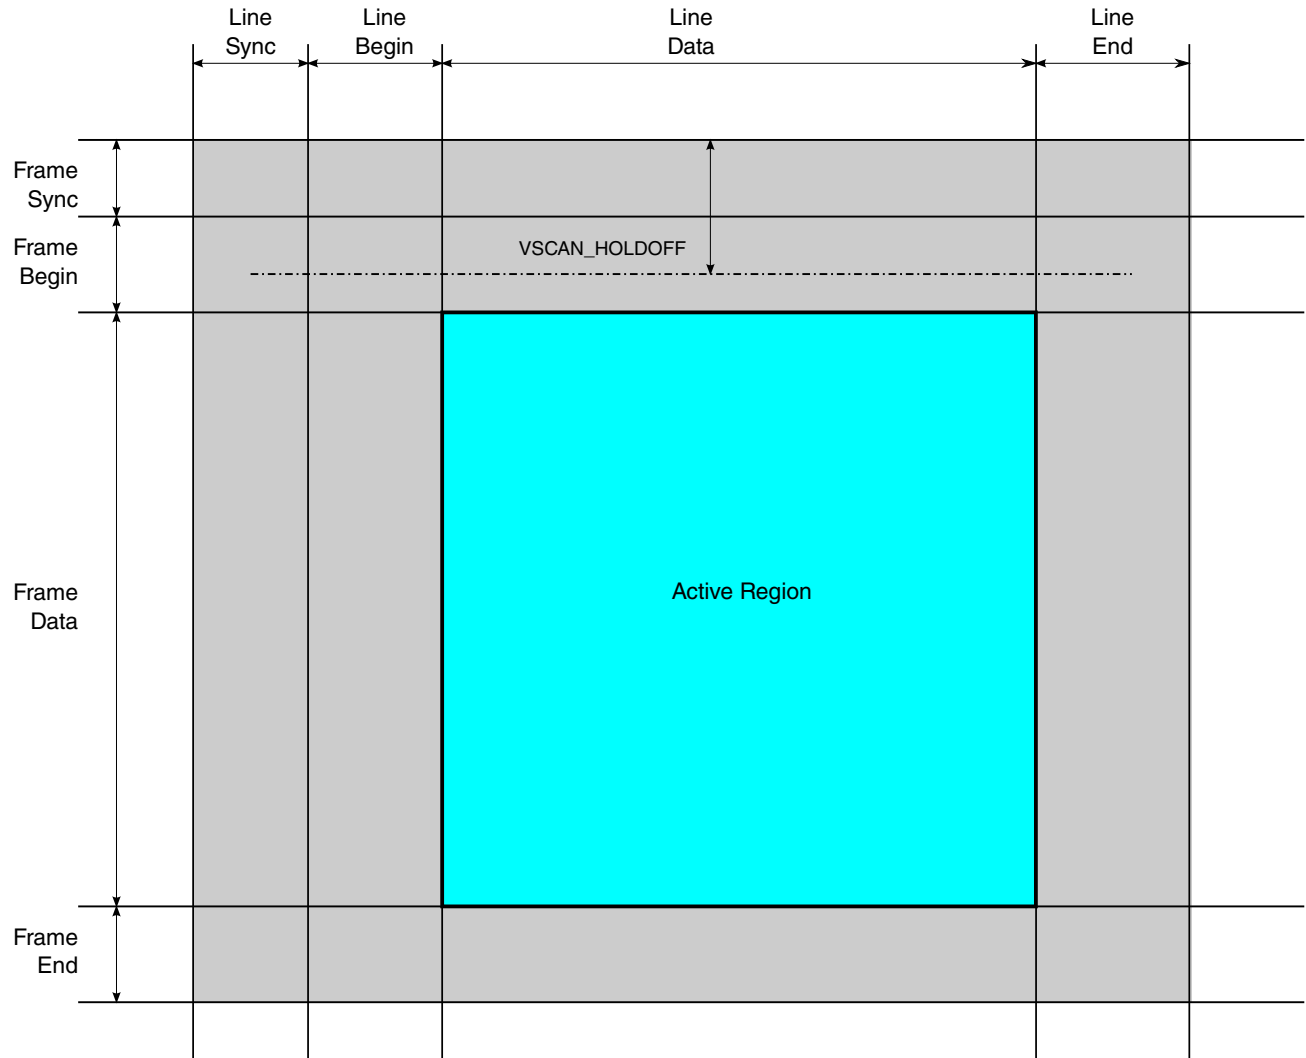 Line
Sync
Line
Begin
Line
Data
Line
End
Frame
Sync
Frame
Begin
VSCAN_HOLDOFF
Frame
Data
Active Region
Frame
End